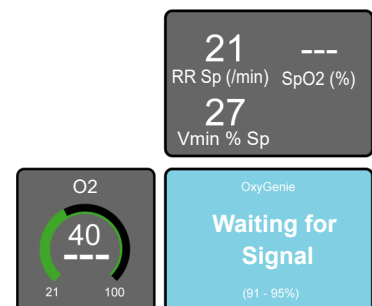 21 ---
RR Sp (/min) SpO2 (%)
27
Vmin % Sp
O2
40
---
21 100
OxyGenie
Waiting for
Signal
(91 - 95%)